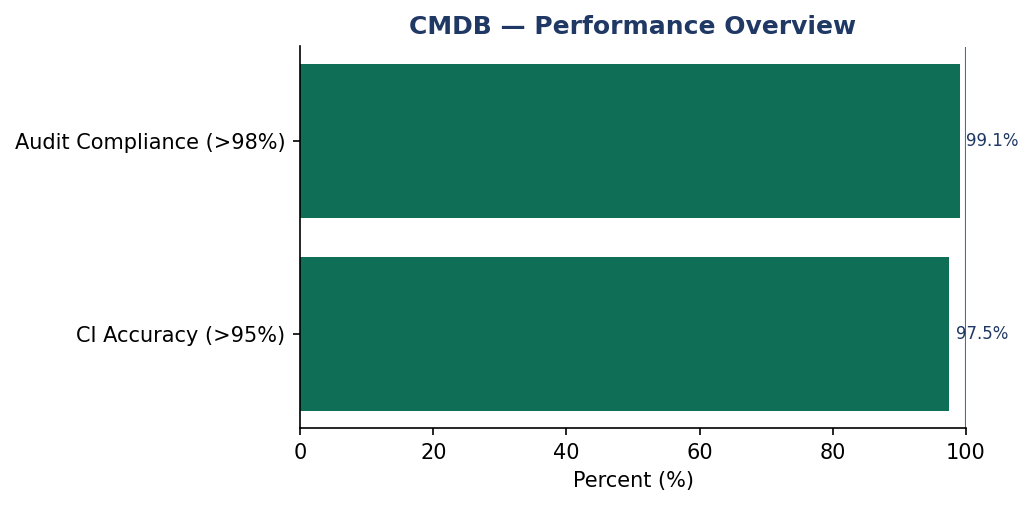 CMDB — Performance Overview
Audit Compliance (>98%)
99.1%
CI Accuracy (>95%)
97.5%
0 20 40 60 80 100
Percent (%)